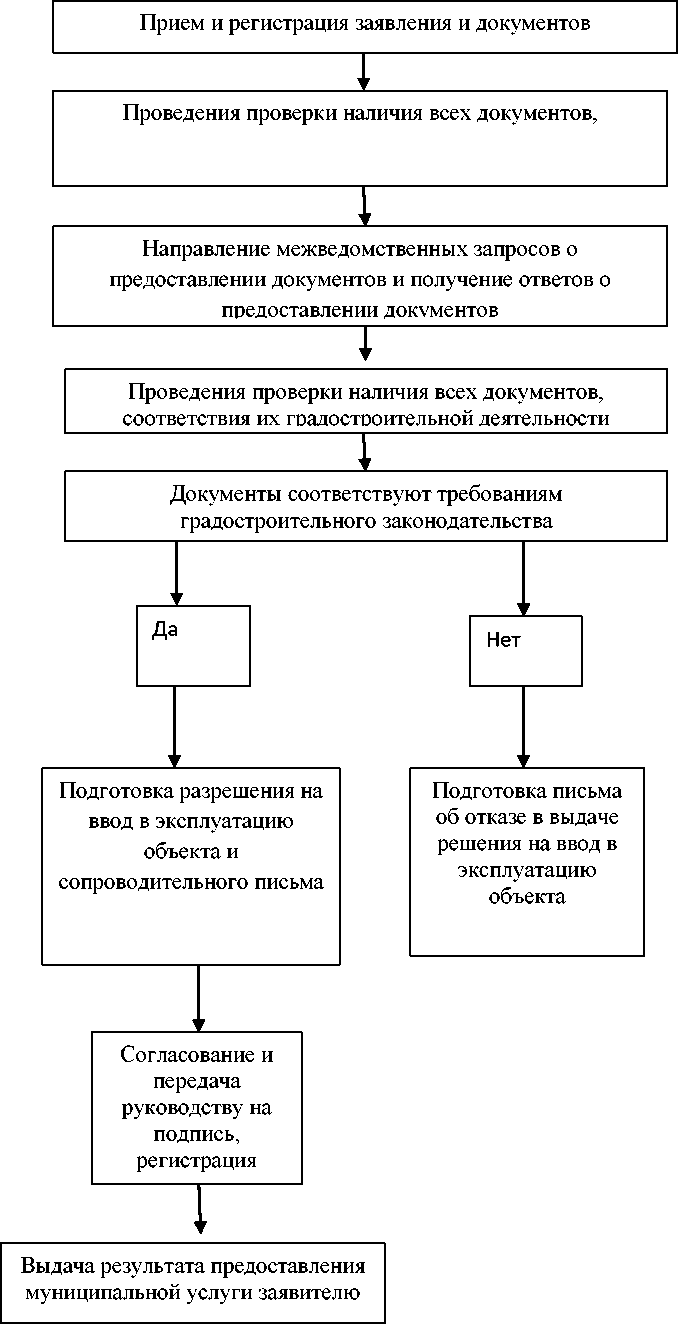 Прием и регистрация заявления и документов
Проведения проверки наличия всех документов,
Направление межведомственных запросов о
предоставлении документов и получение ответов о
предоставлении документов
Проведения проверки наличия всех документов,
соответствия их градостроительной деятельности
Документы соответствуют требованиям
градостроительного законодательства
Да
Нет
Подготовка разрешения на
ввод в эксплуатацию
объекта и
сопроводительного письма
Подготовка письма
об отказе в выдаче
решения на ввод в
эксплуатацию
объекта
Согласование и
передача
руководству на
подпись,
регистрация
Выдача результата предоставления
муниципальной услуги заявителю